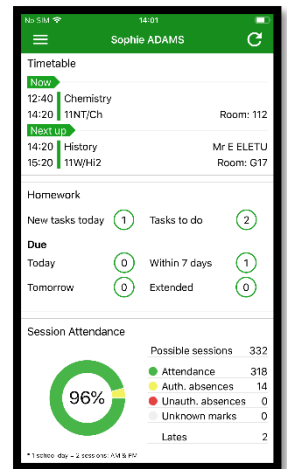 No SIM 14:01
Sophie ADAMS
Timetable
Now
12:40 Chemistry
14:20 11NT/Ch Room: 112
Next up
14:20 History Mr E ELETU
15:20 11W/Hi2 Room: G17
Homework
New tasks today 1 Tasks to do 2
Due
Today 0 Within 7 days 1
Tomorrow 0 Extended 0
Session Attendance
Possible sessions 332
Attendance 318
Auth. absences 14
Unauth. absences 0
Unknown marks 0
Lates 2
96%
* 1 school day = 2 sessions: AM & PM